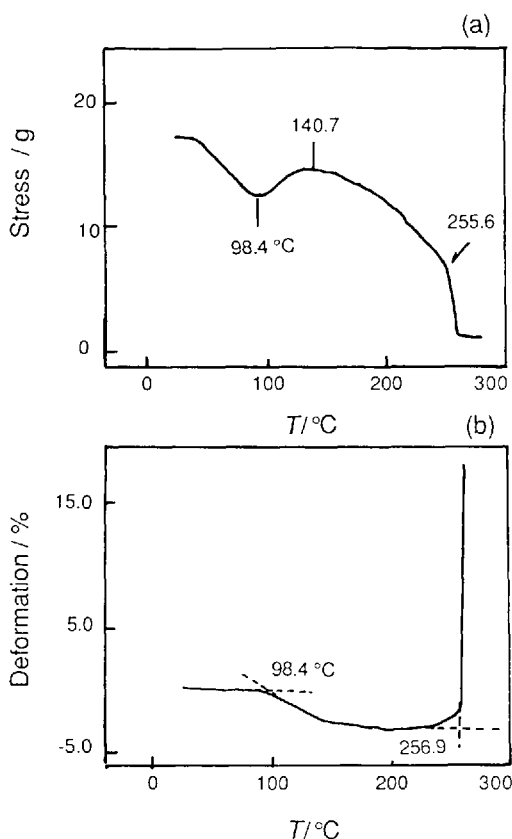 (a)
Stress / g
20
10
0
140.7
98.4 °C
255.6
0 100 200 300
T/°C
(b)
Deformation / %
15.0
5.0
-5.0
98.4 °C
256.9
0 100 200 300
T/°C